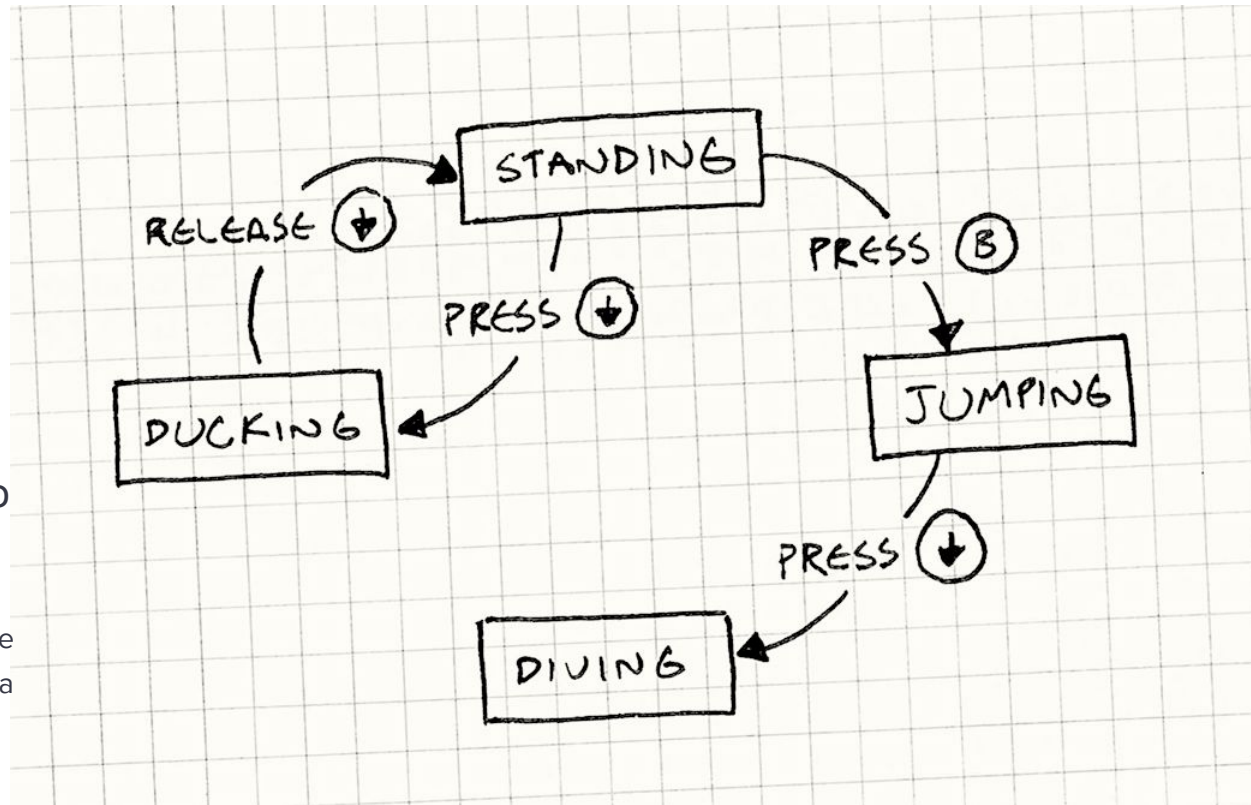 STANDING
RELEASE ↓
PRESS B
PRESS ↓
JUMPING
DUCKING
PRESS ↓
DIVING
e
a